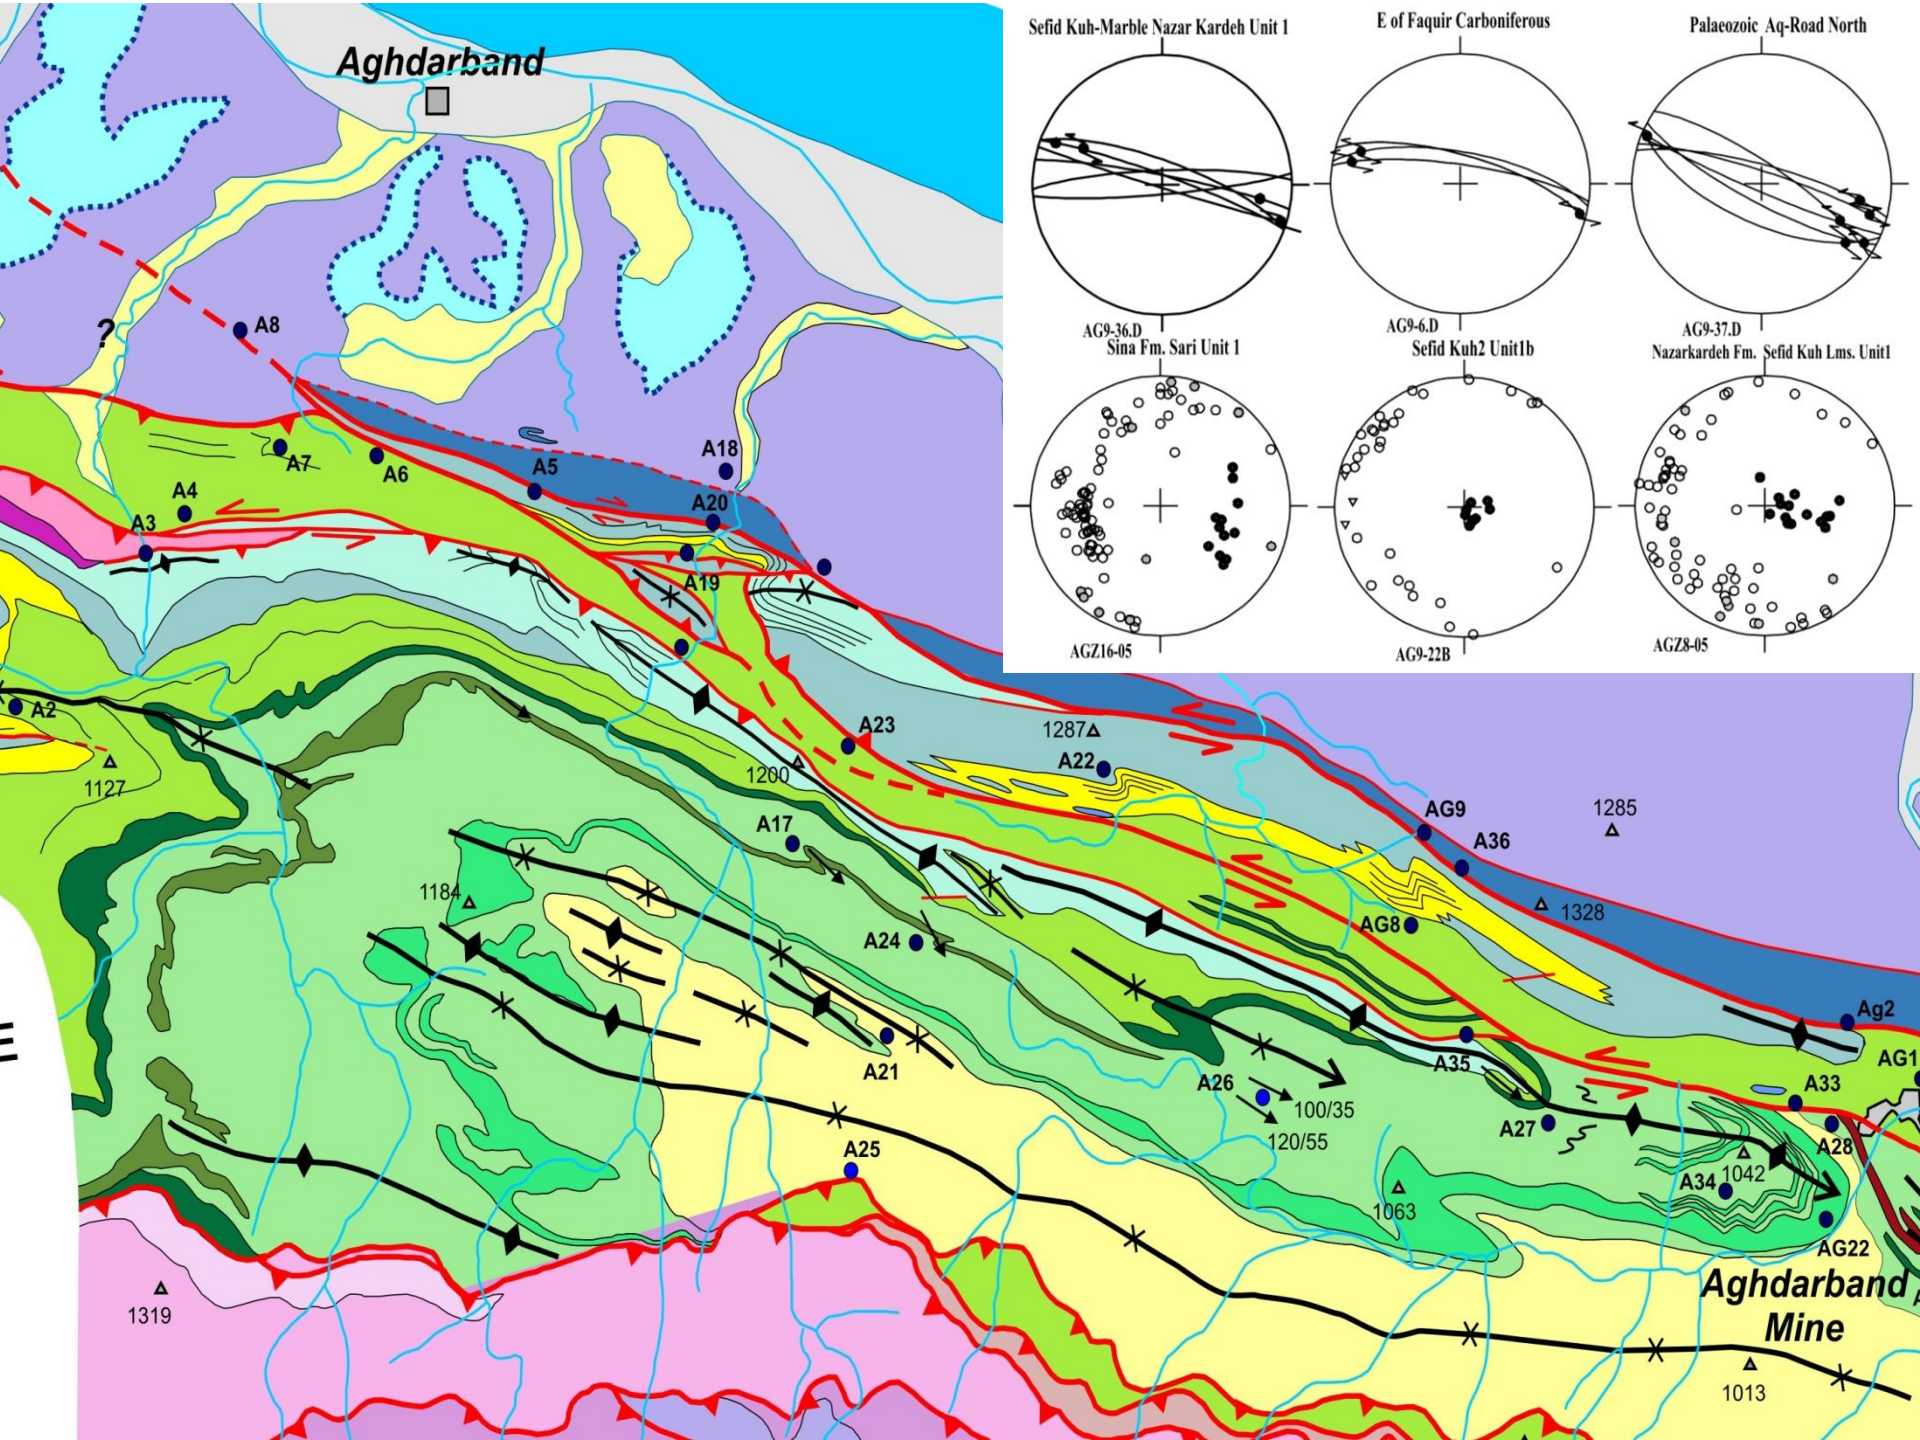 Aghdarband
Sefid Kuh-Marble Nazar Kardeh Unit 1
E of Faquir Carboniferous
Palaeozoic Aq-Road North
AG9-36.D
AG9-6.D
AG9-37.D
Sina Fm. Sari Unit 1
Sefid Kuh2 Unit1b
Nazarkardeh Fm. Sefid Kuh Lms. Unit1
AGZ16-05
AG9-22B
AGZ8-05
?
A8
A7
A6
A5
A18
A4
A20
A3
A19
A2
1127
A23
1287
A22
1200
AG9
A36
1285
A17
1184
1328
A24
AG8
Ag2
E
A21
A35
AG1
A33
A26
100/35
120/55
A27
A28
A25
1042
A34
1063
AG22
1319
Aghdarband
Mine
1013